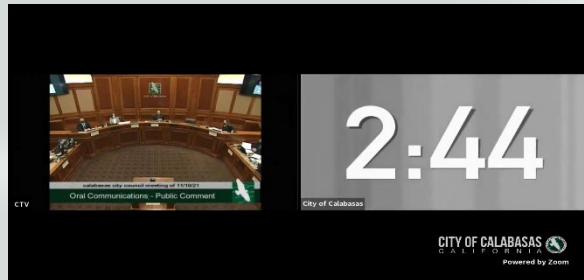 calabasas city council meeting of 11/10/21
Oral Communications - Public Comment
CTV
2:44
City of Calabasas
CITY OF CALABASAS
CALIFORNIA
Powered by Zoom